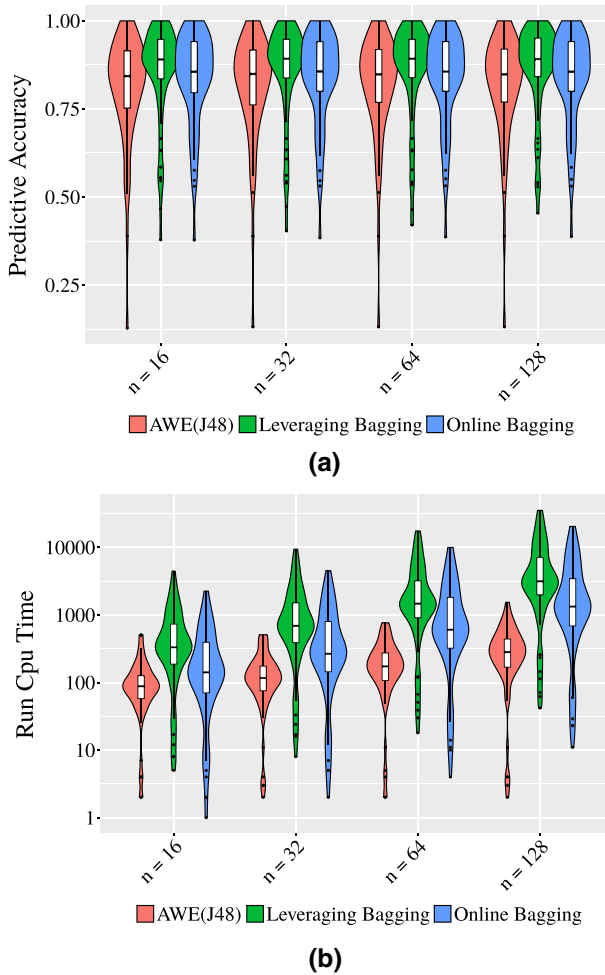 Predictive Accuracy
1.00
0.75
0.50
0.25
n = 16
n = 32
n = 64
n = 128
AWE(J48) Leveraging Bagging Online Bagging
(a)
Run Cpu Time
10000
1000
100
10
1
n = 16
n = 32
n = 64
n = 128
AWE(J48) Leveraging Bagging Online Bagging
(b)